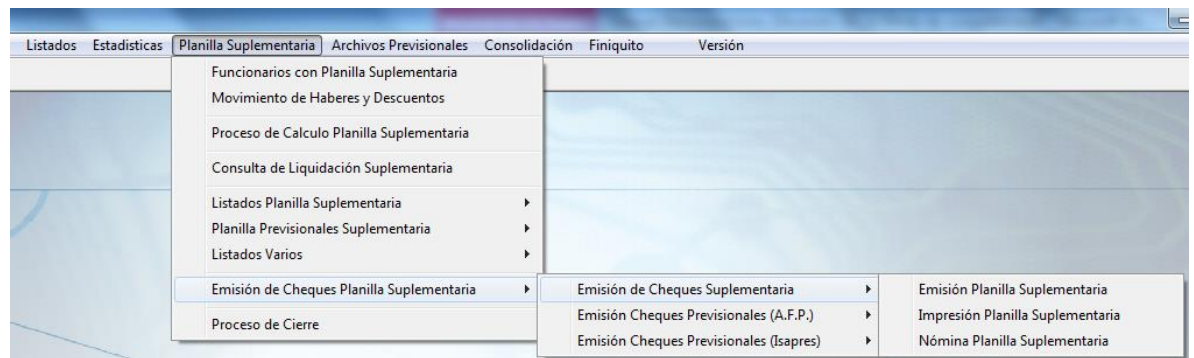 Listados Estadisticas Planilla Suplementaria Archivos Previsionales Consolidación Finiquito Versión
Funcionarios con Planilla Suplementaria
Movimiento de Haberes y Descuentos
Proceso de Calculo Planilla Suplementaria
Consulta de Liquidación Suplementaria
Listados Planilla Suplementaria
Planilla Previsionales Suplementaria
Listados Varios
Emisión de Cheques Planilla Suplementaria
Proceso de Cierre
Emisión de Cheques Suplementaria
Emisión Cheques Previsionales (A.F.P.)
Emisión Cheques Previsionales (Isapres)
Emisión Planilla Suplementaria
Impresión Planilla Suplementaria
Nómina Planilla Suplementaria